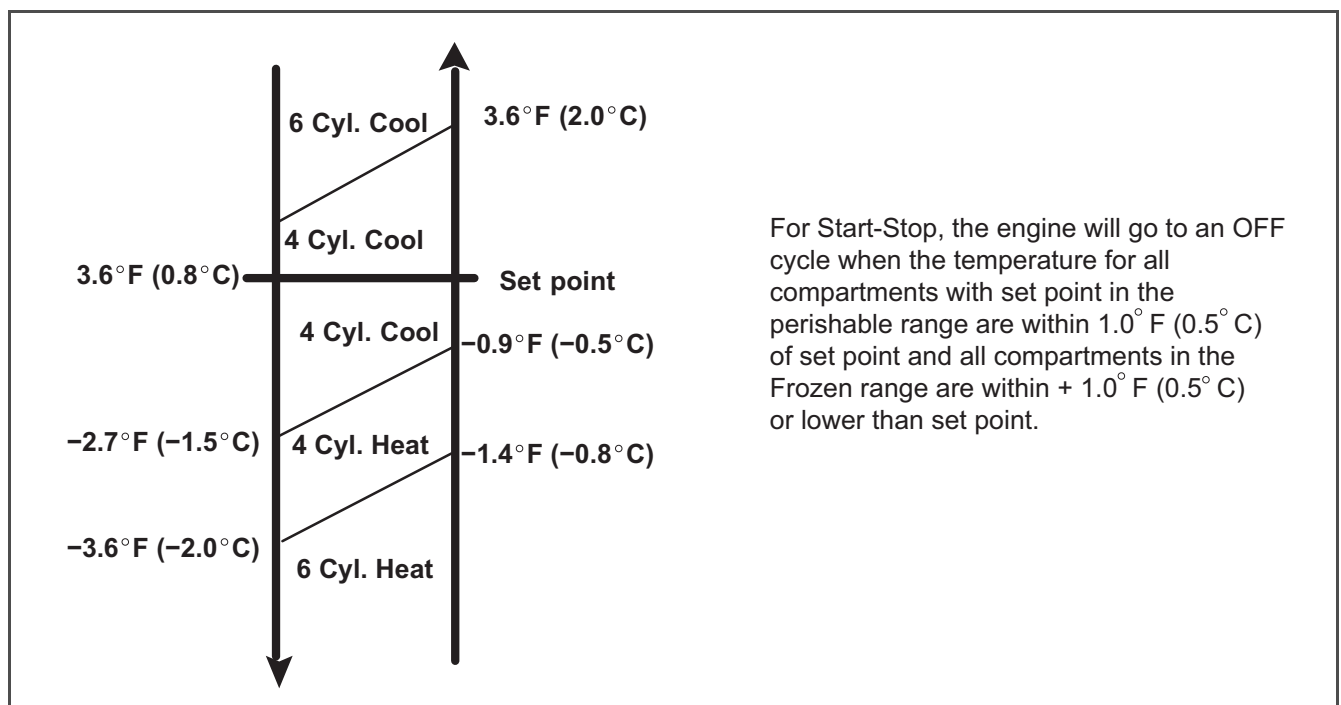 6 Cyl. Cool
3.6°F (2.0°C)
4 Cyl. Cool
3.6°F (0.8°C)
Set point
4 Cyl. Cool
−0.9°F (−0.5°C)
−2.7°F (−1.5°C)
4 Cyl. Heat
−1.4°F (−0.8°C)
−3.6°F (−2.0°C)
6 Cyl. Heat
For Start-Stop, the engine will go to an OFF
cycle when the temperature for all
compartments with set point in the
perishable range are within 1.0° F (0.5° C)
of set point and all compartments in the
Frozen range are within + 1.0° F (0.5° C)
or lower than set point.